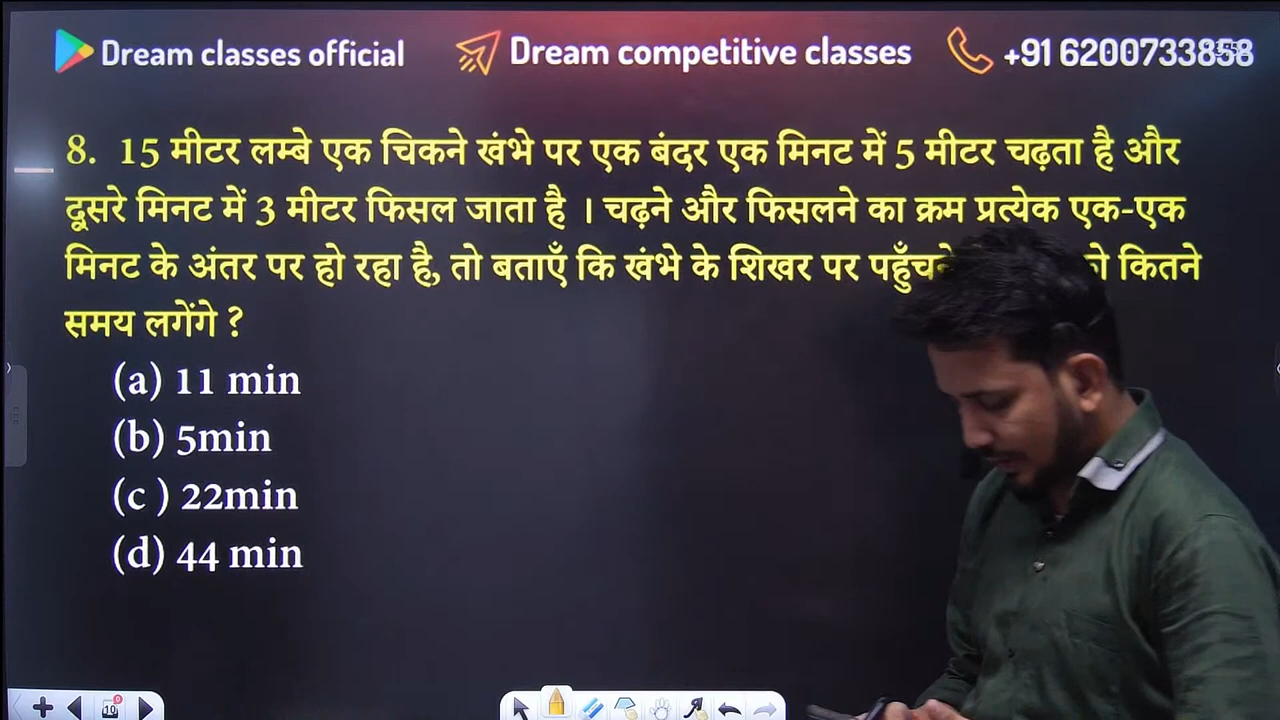 Dream classes official
Dream competitive classes
+91 6200733858
8. 15 मीटर लम्बे एक चिकने खंभे पर एक बंदर एक मिनट में 5 मीटर चढ़ता है और
दूसरे मिनट में 3 मीटर फिसल जाता है । चढ़ने और फिसलने का क्रम प्रत्येक एक-एक
मिनट के अंतर पर हो रहा है, तो बताएँ कि खंभे के शिखर पर कितने
समय लगेंगे ?
(a) 11 min
(b) 5min
(c ) 22min
(d) 44 min
10